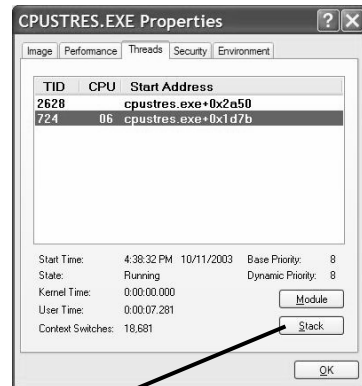 CPUSTRES.EXE Properties
Image Performance Threads Security Environment
TID CPU Start Address
2628 cpustres.exe+0x2a50
724 06 cpustres.exe+0x1d7b
Start Time: 4:38:32 PM 10/11/2003 Base Priority: 8
State: Running Dynamic Priority: 8
Kernel Time: 0:00:00.000
User Time: 0:00:07.281
Context Switches: 18,681
Module
Stack
OK